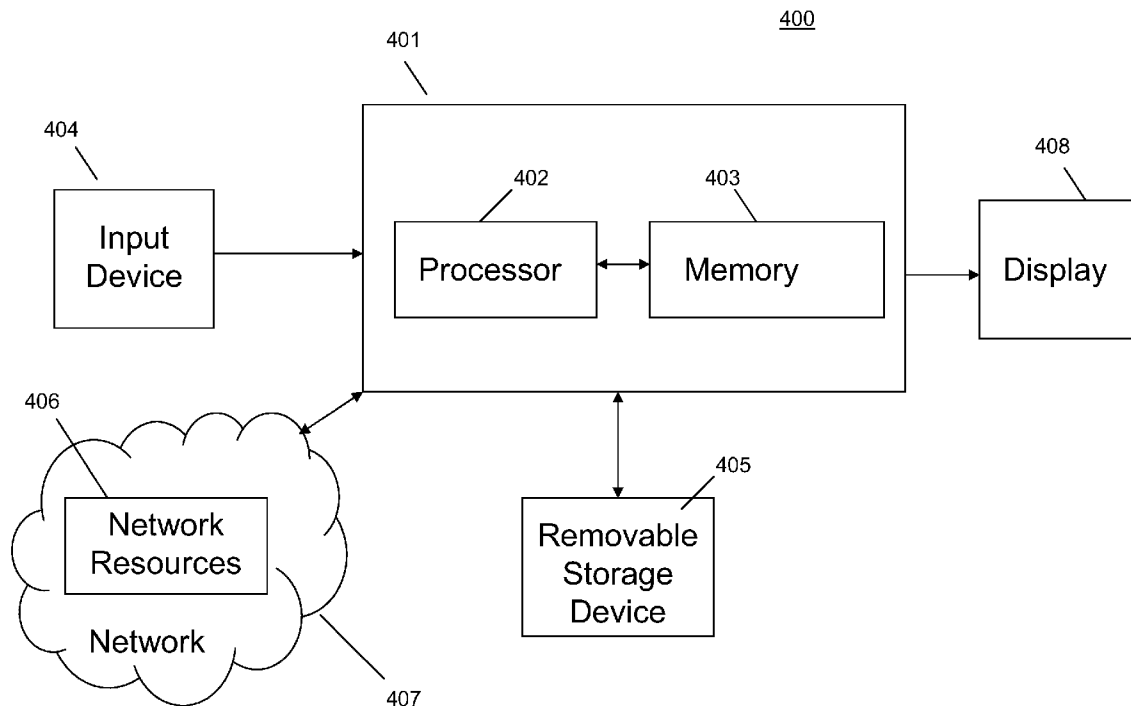 400
401
404
408
402
403
Input
Device
Processor
Memory
Display
406
405
Network
Resources
Removable
Storage
Device
Network
407